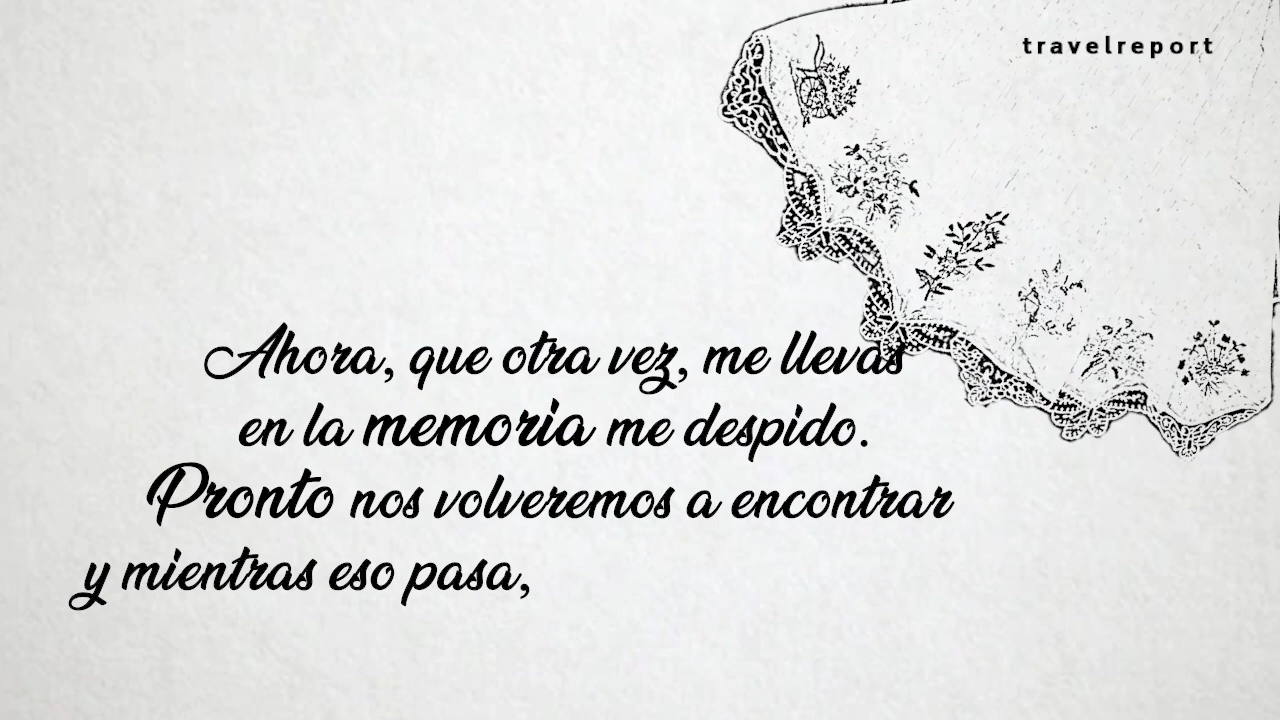 travelreport
Ahora, que otra vez, me llevas
en la memoria me despido.
Pronto nos volveremos a encontrar
y mientras eso pasa,